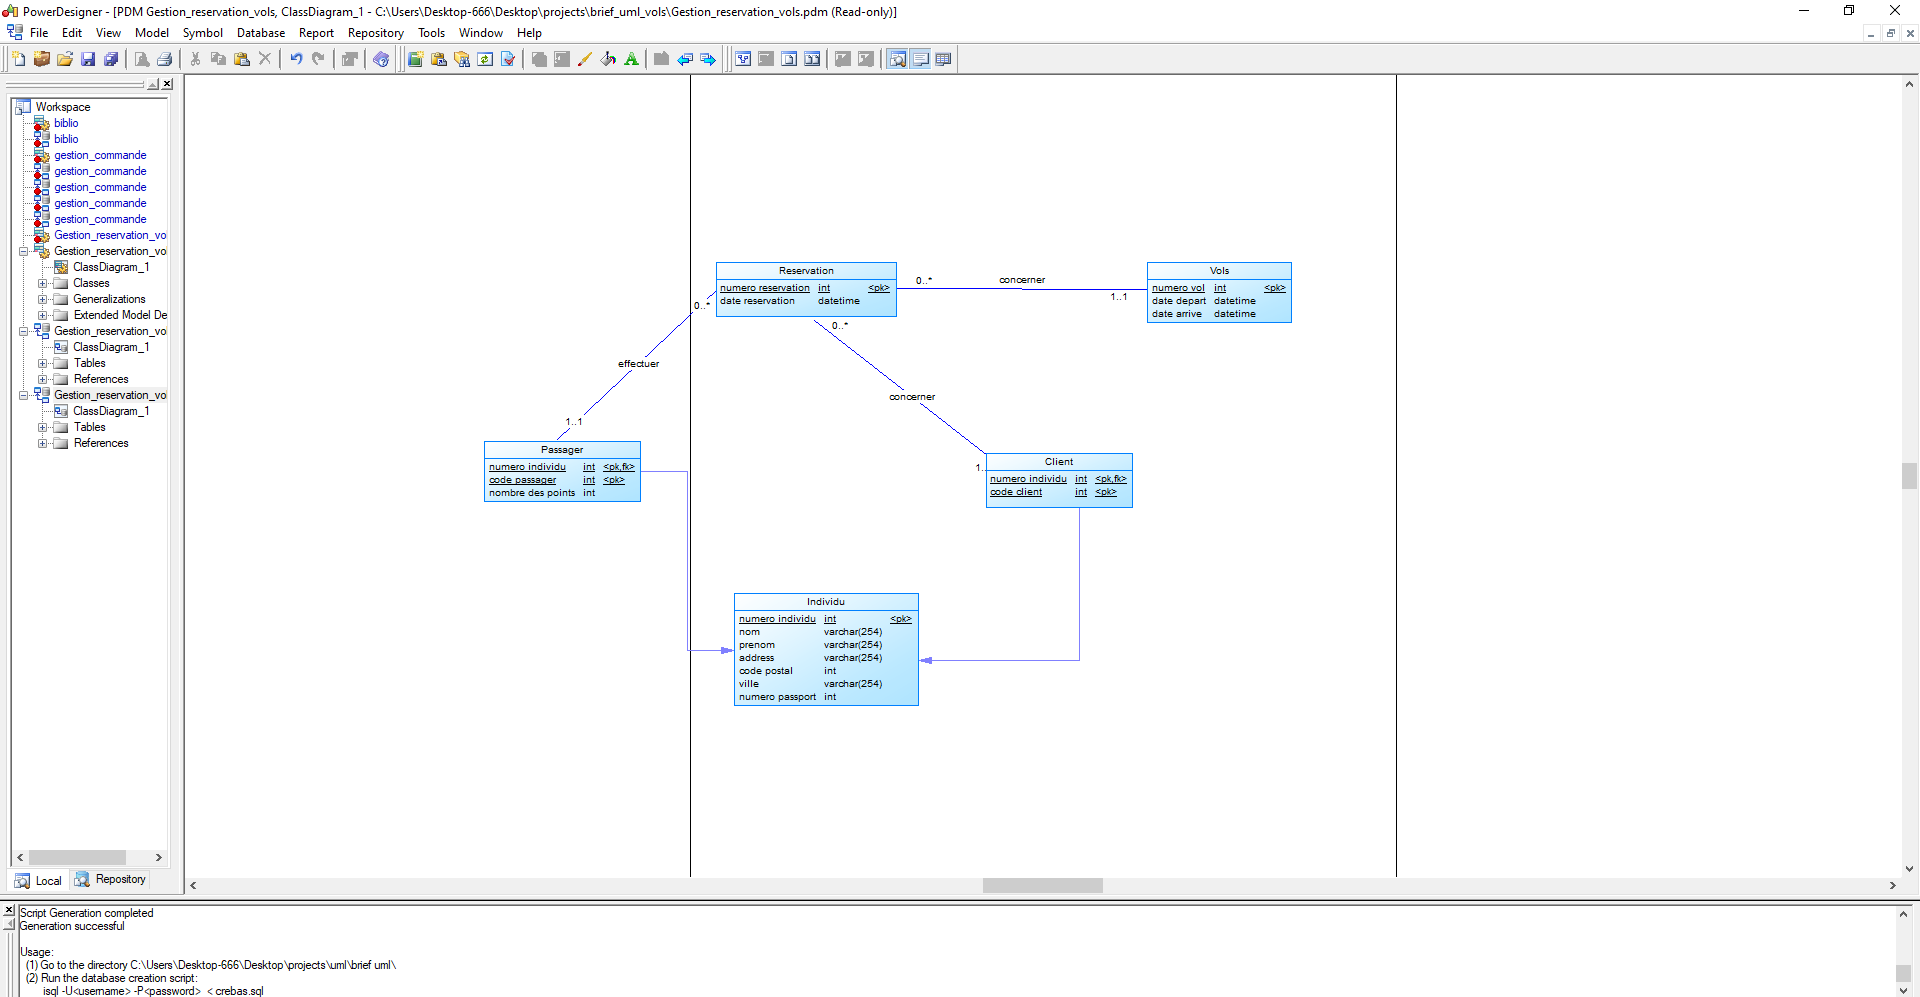 PowerDesigner - [PDM Gestion_reservation_vols, ClassDiagram_1 - C:\Users\Desktop-666\Desktop\projects\brief_uml_vols\Gestion_reservation_vols.pdm (Read-only)]
File Edit View Model Symbol Database Report Repository Tools Window Help
Workspace
biblio
biblio
gestion_commande
gestion_commande
gestion_commande
gestion_commande
gestion_commande
Gestion_reservation_vo
Gestion_reservation_vo
ClassDiagram_1
Classes
Generalizations
Extended Model De
Gestion_reservation_vo
ClassDiagram_1
Tables
References
Gestion_reservation_vo
ClassDiagram_1
Tables
References
Local Repository
Reservation
numero reservation int <pk>
date reservation datetime
0..* concerner 1..1
Vols
numero vol int <pk>
date depart datetime
date arrive datetime
0..*
effectuer
1..1
0..*
concerner
1..
Passager
numero individu int <pk,fk>
code passager int <pk>
nombre des points int
Client
numero individu int <pk,fk>
code client int <pk>
Individu
numero individu int <pk>
nom varchar(254)
prenom varchar(254)
address varchar(254)
code postal int
ville varchar(254)
numero passport int
Script Generation completed
Generation successful
Usage:
(1) Go to the directory C:\Users\Desktop-666\Desktop\projects\uml\brief uml\
(2) Run the database creation script:
isql -U<username> -P<password> < crebas.sql